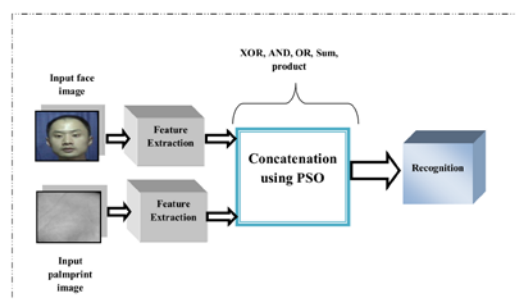 XOR, AND, OR, Sum,
product
Input face
image
Feature
Extraction
Concatenation
using PSO
Recognition
Feature
Extraction
Input
palmprint
image